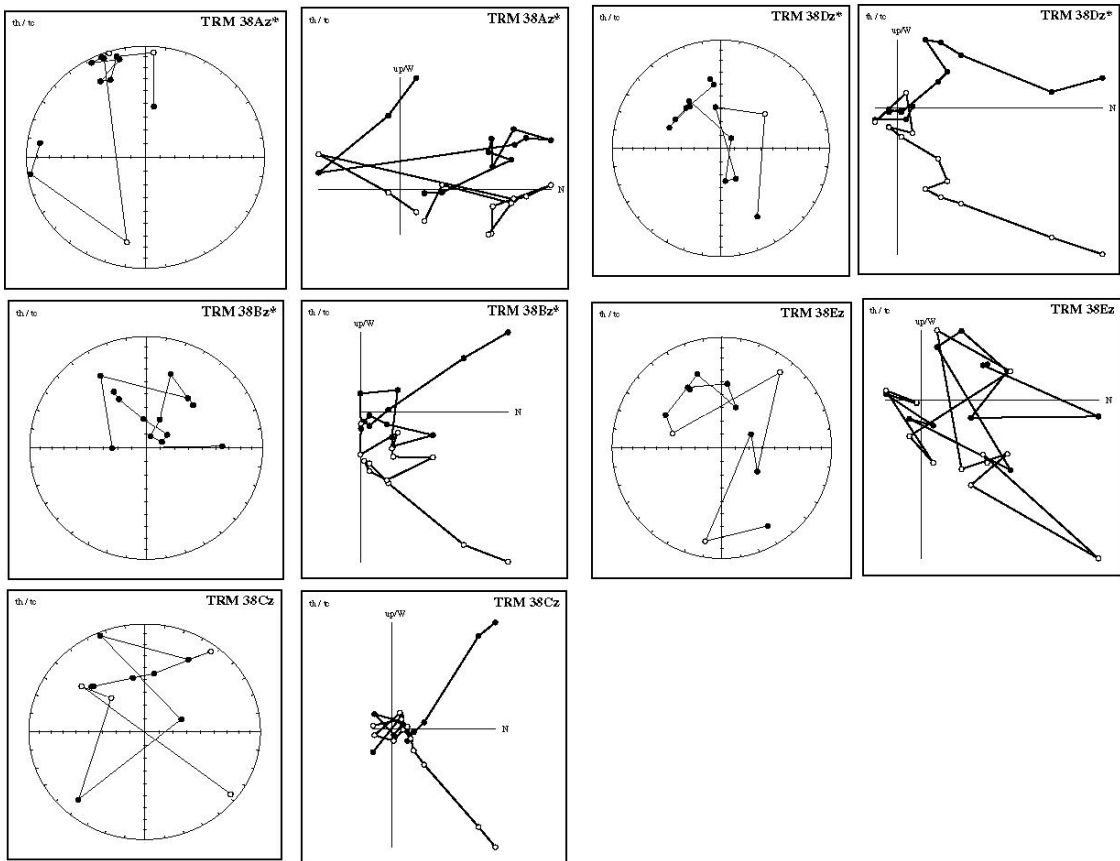 th / tc TRM 38Az*
th / tc TRM 38Az*
up/W
N
th / tc TRM 38Dz*
th / tc TRM 38Dz*
up/W
N
th / tc TRM 38Bz*
th / tc TRM 38Bz*
up/W
N
th / tc TRM 38Ez
th / tc TRM 38Ez
up/W
N
th / tc TRM 38Cz
th / tc TRM 38Cz
up/W
N